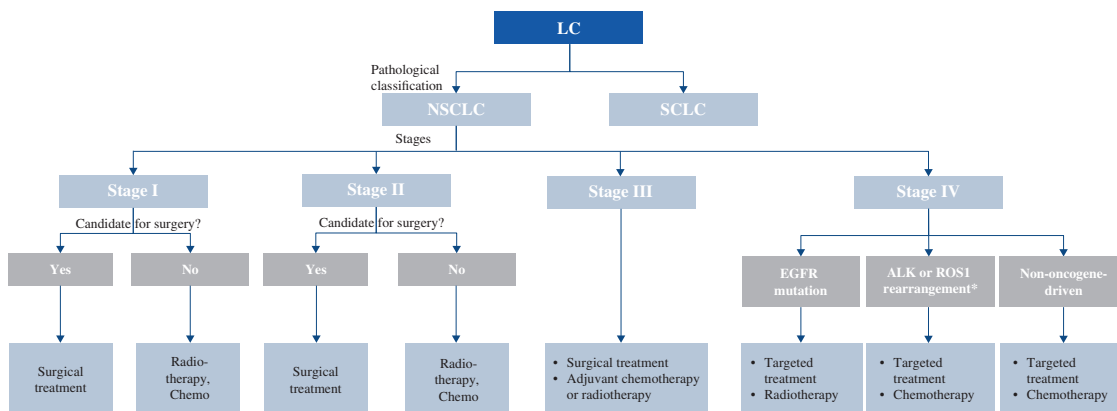 LC
Pathological
classification
NSCLC
SCLC
Stages
Stage I
Stage II
Stage III
Stage IV
Candidate for surgery?
Candidate for surgery?
Yes
No
Yes
No
EGFR
mutation
ALK or ROS1
rearrangement*
Non-oncogene-
driven
Surgical
treatment
Radio-
therapy,
Chemo
Surgical
treatment
Radio-
therapy,
Chemo
• Surgical treatment
• Adjuvant chemotherapy
or radiotherapy
• Targeted
treatment
• Radiotherapy
• Targeted
treatment
• Chemotherapy
• Targeted
treatment
• Chemotherapy